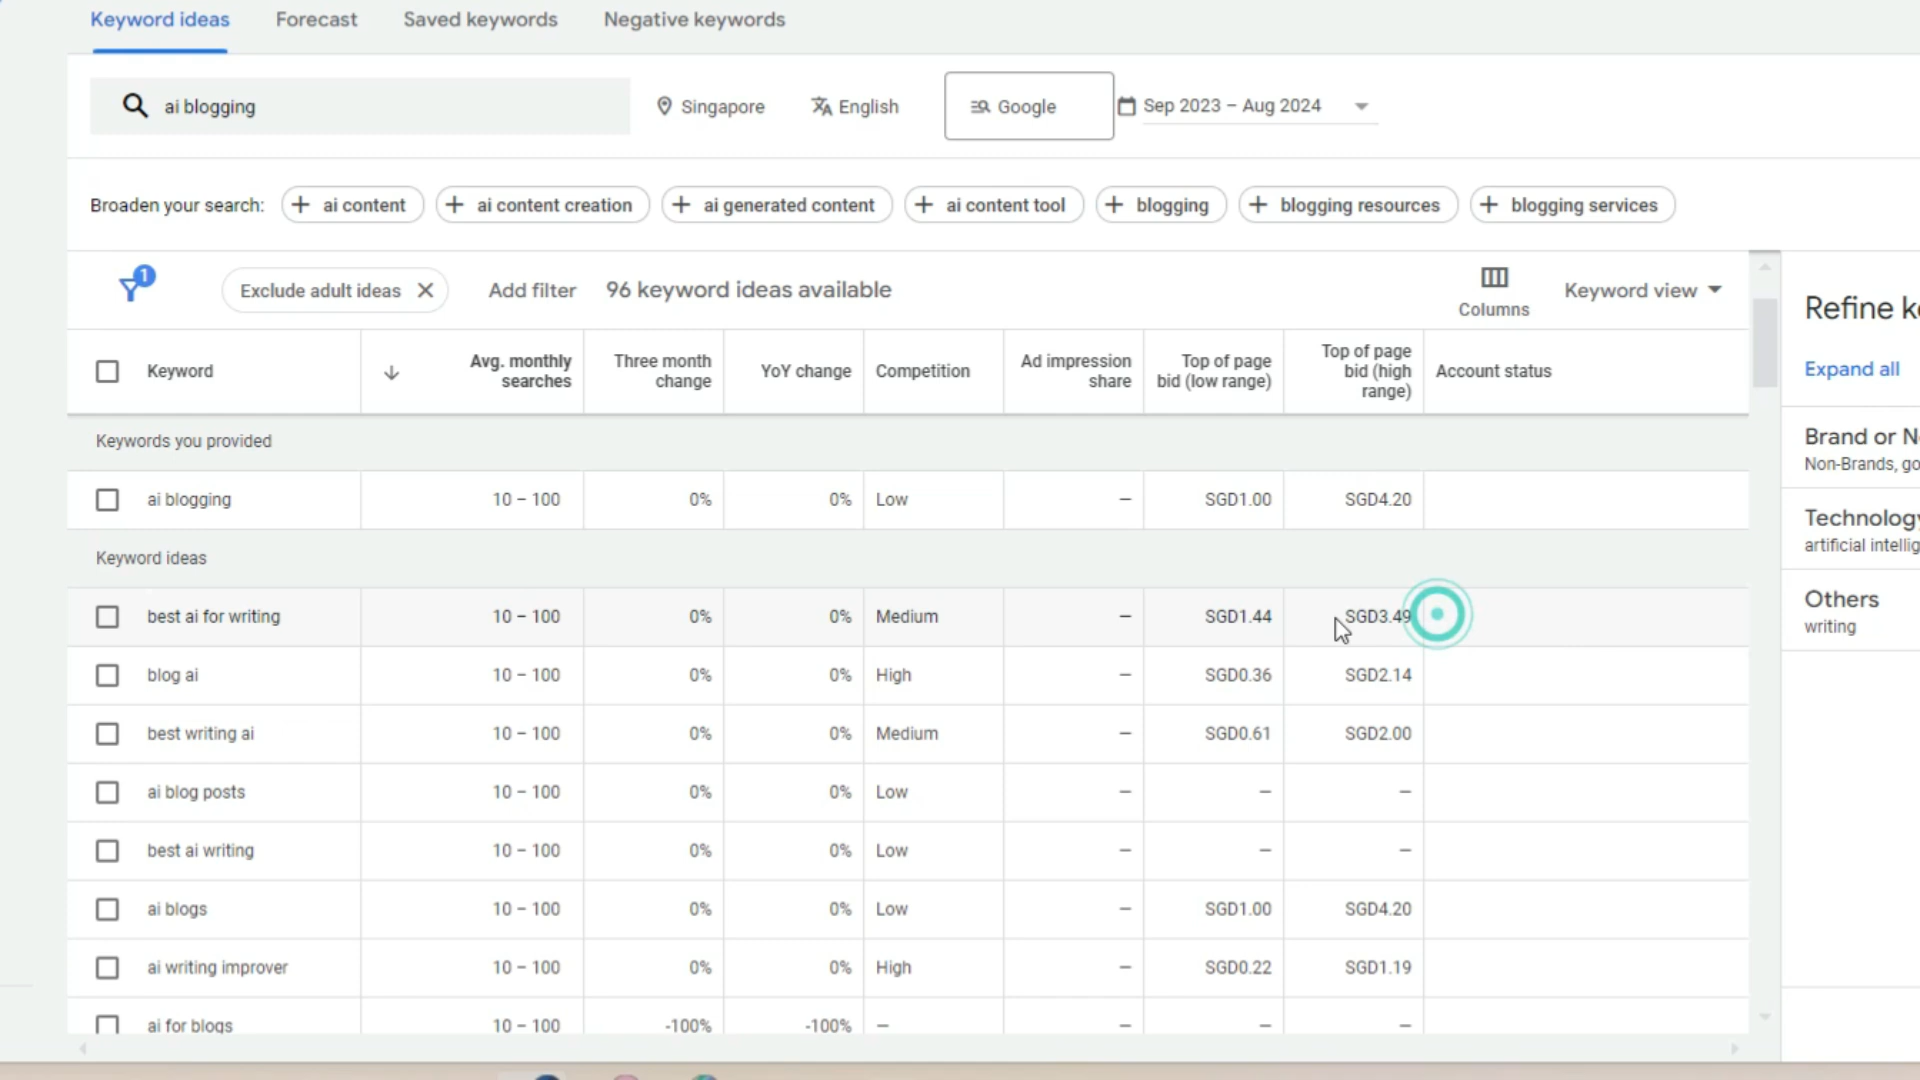 Keyword ideas Forecast Saved keywords Negative keywords
ai blogging Singapore English Google Sep 2023 – Aug 2024
Broaden your search: ai content ai content creation ai generated content ai content tool blogging blogging resources blogging services
1 Exclude adult ideas Add filter 96 keyword ideas available Columns Keyword view
Keyword Avg. monthly searches Three month change YoY change Competition Ad impression share Top of page bid (low range) Top of page bid (high range) Account status
Keywords you provided
ai blogging 10 – 100 0% 0% Low – SGD1.00 SGD4.20
Keyword ideas
best ai for writing 10 – 100 0% 0% Medium – SGD1.44 SGD3.49
blog ai 10 – 100 0% 0% High – SGD0.36 SGD2.14
best writing ai 10 – 100 0% 0% Medium – SGD0.61 SGD2.00
ai blog posts 10 – 100 0% 0% Low – – –
best ai writing 10 – 100 0% 0% Low – – –
ai blogs 10 – 100 0% 0% Low – SGD1.00 SGD4.20
ai writing improver 10 – 100 0% 0% High – SGD0.22 SGD1.19
ai for blogs 10 – 100 -100% -100% – – – –
Refine k
Expand all
Brand or N
Non-Brands, go
Technology
artificial intellig
Others
writing